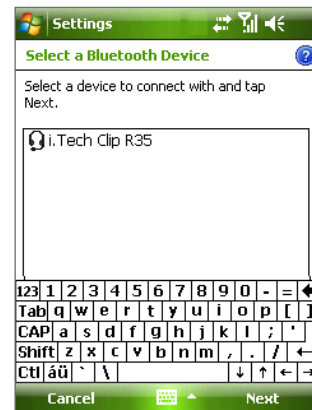 Settings
Select a Bluetooth Device
Select a device to connect with and tap
Next.
i.Tech Clip R35
123 1 2 3 4 5 6 7 8 9 0 - =
Tab q w e r t y u i o p [ ]
CAP a s d f g h j k l ; '
Shift z x c v b n m , . /
Ctl áü ` \
Cancel Next